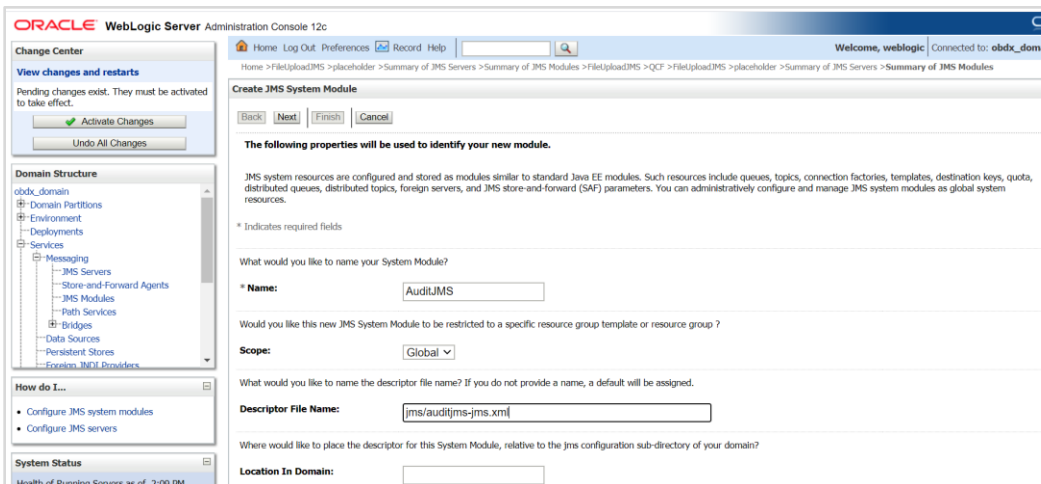 ORACLE WebLogic Server Administration Console 12c
Change Center
View changes and restarts
Pending changes exist. They must be activated
to take effect.
Activate Changes
Undo All Changes
Domain Structure
obdx_domain
Domain Partitions
Environment
Deployments
Services
Messaging
JMS Servers
Store-and-Forward Agents
JMS Modules
Path Services
Bridges
Data Sources
Persistent Stores
Foreign JNDI Providers
How do I...
Configure JMS system modules
Configure JMS servers
System Status
Health of Running Servers as of 2:09 PM
Home Log Out Preferences Record Help
Welcome, weblogic Connected to: obdx_dom
Home >FileUploadJMS >placeholder >Summary of JMS Servers >Summary of JMS Modules >FileUploadJMS >QCF >FileUploadJMS >placeholder >Summary of JMS Servers >Summary of JMS Modules
Create JMS System Module
Back Next Finish Cancel
The following properties will be used to identify your new module.
JMS system resources are configured and stored as modules similar to standard Java EE modules. Such resources include queues, topics, connection factories, templates, destination keys, quota,
distributed queues, distributed topics, foreign servers, and JMS store-and-forward (SAF) parameters. You can administratively configure and manage JMS system modules as global system
resources.
* Indicates required fields
What would you like to name your System Module?
* Name: AuditJMS
Would you like this new JMS System Module to be restricted to a specific resource group template or resource group ?
Scope: Global
What would you like to name the descriptor file name? If you do not provide a name, a default will be assigned.
Descriptor File Name: jms/auditjms-jms.xml
Where would like to place the descriptor for this System Module, relative to the jms configuration sub-directory of your domain?
Location In Domain: